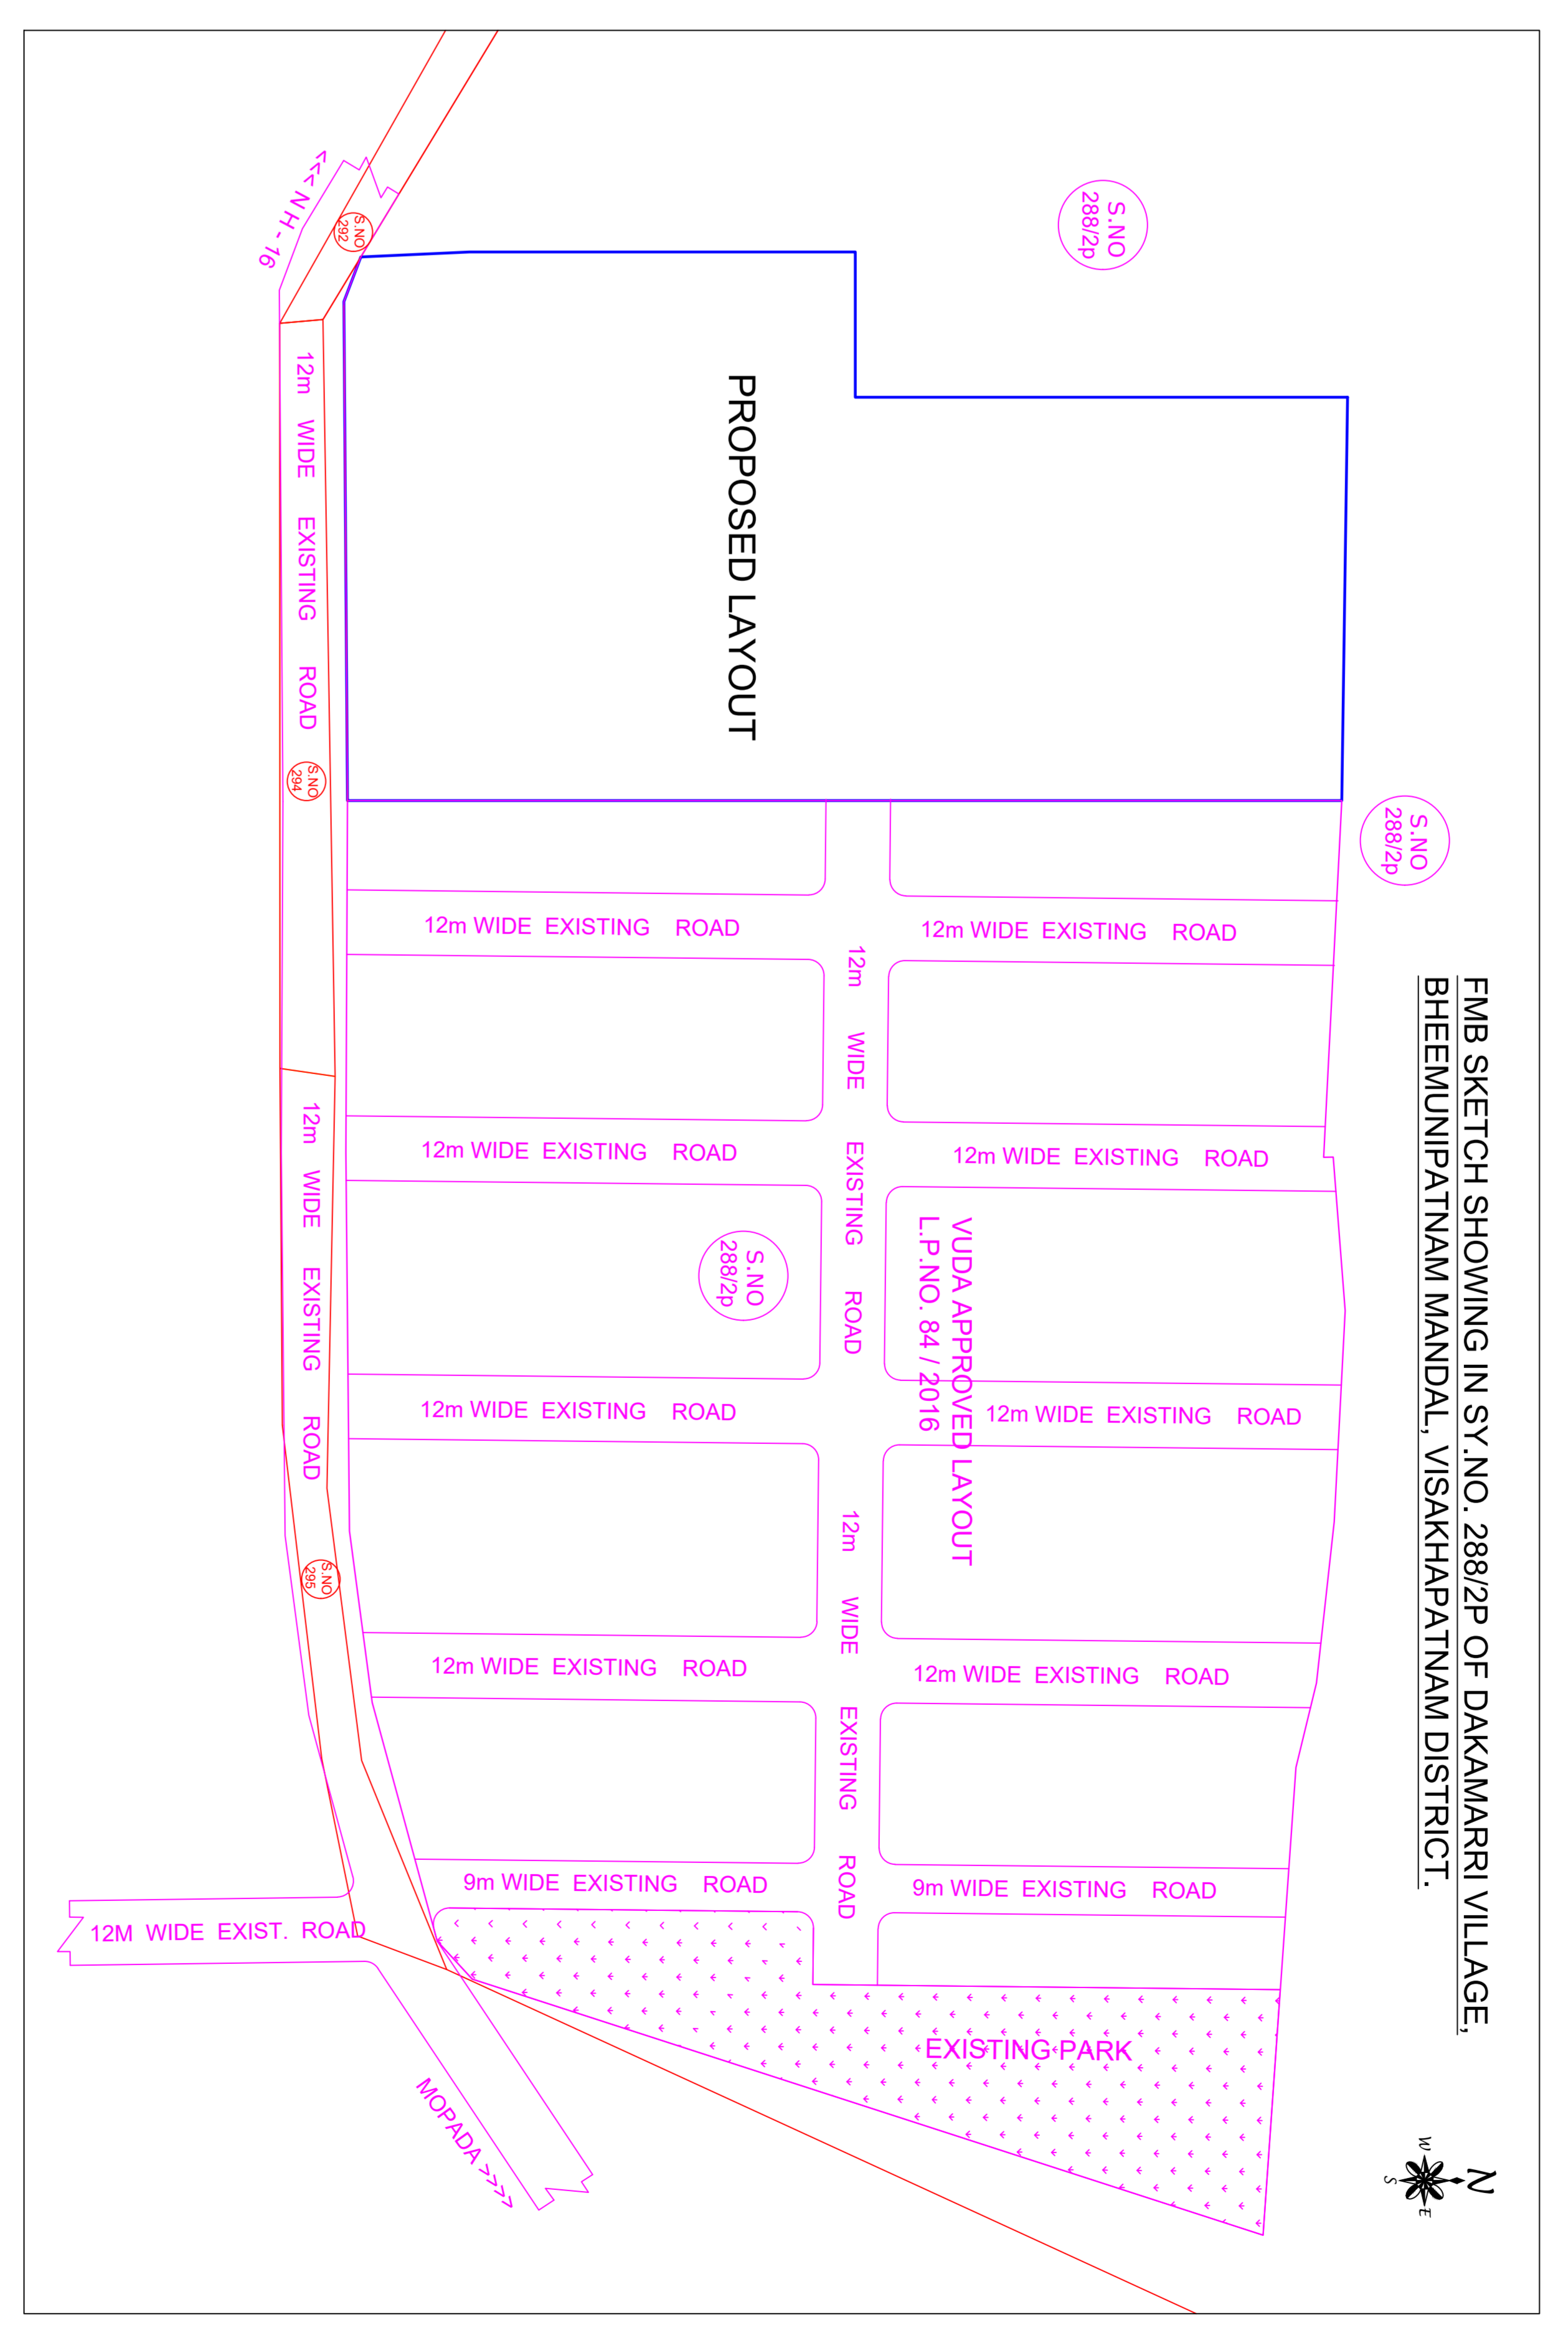 FMB SKETCH SHOWING IN SY.NO. 288/2P OF DAKAMARRI VILLAGE,
BHEEMUNIPATNAM MANDAL, VISAKHAPATNAM DISTRICT.
N
W
E
S
S.NO
288/2p
S.NO
288/2p
PROPOSED LAYOUT
<<< N H - 16
S.NO
292
12m WIDE EXISTING ROAD
S.NO
294
12m WIDE EXISTING ROAD
S.NO
295
12m WIDE EXISTING ROAD
12m WIDE EXISTING ROAD
12m WIDE EXISTING ROAD
12m WIDE EXISTING ROAD
12m WIDE EXISTING ROAD
S.NO
288/2p
VUDA APPROVED LAYOUT
L.P.NO. 84 / 2016
12m WIDE EXISTING ROAD
12m WIDE EXISTING ROAD
12m WIDE EXISTING ROAD
12m WIDE EXISTING ROAD
12m WIDE EXISTING ROAD
9m WIDE EXISTING ROAD
9m WIDE EXISTING ROAD
12M WIDE EXIST. ROAD
EXISTING PARK
MOPADA >>>>